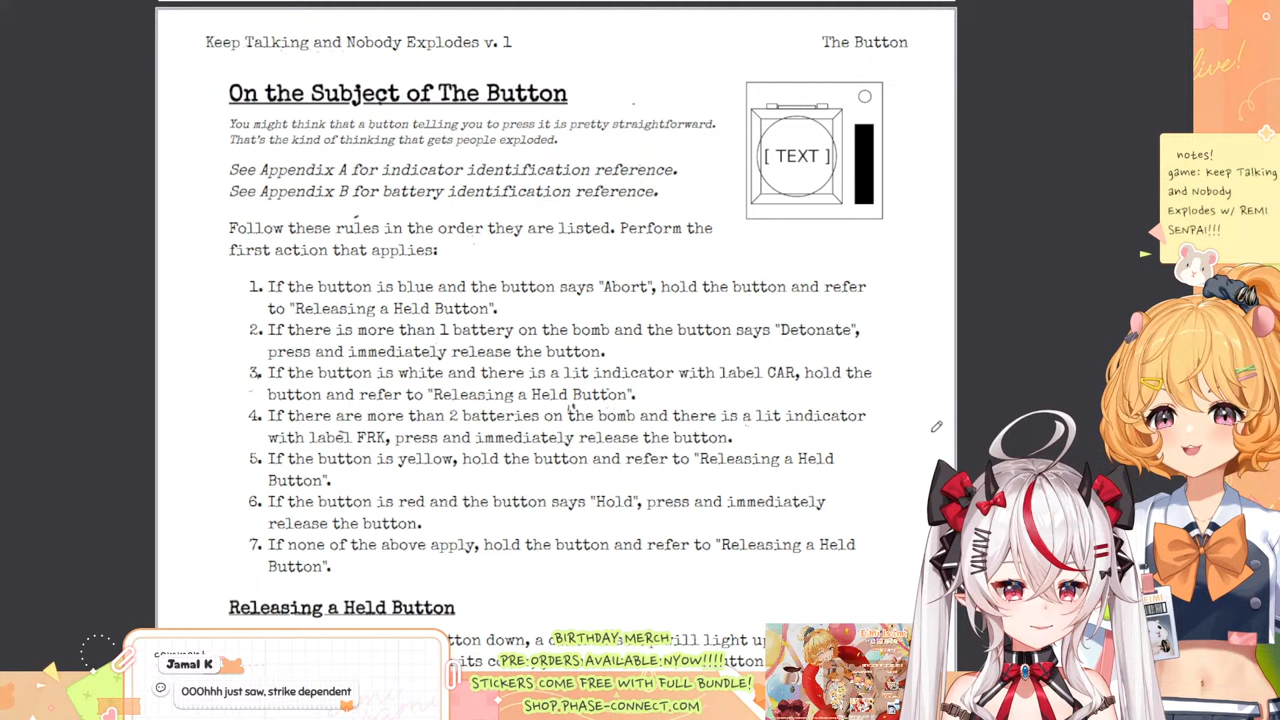 Keep Talking and Nobody Explodes v. 1
The Button
On the Subject of The Button
You might think that a button telling you to press it is pretty straightforward.
That's the kind of thinking that gets people exploded.
See Appendix A for indicator identification reference.
See Appendix B for battery identification reference.
[ TEXT ]
Follow these rules in the order they are listed. Perform the
first action that applies:
1. If the button is blue and the button says "Abort", hold the button and refer
to "Releasing a Held Button".
2. If there is more than 1 battery on the bomb and the button says "Detonate",
press and immediately release the button.
3. If the button is white and there is a lit indicator with label CAR, hold the
button and refer to "Releasing a Held Button".
4. If there are more than 2 batteries on the bomb and there is a lit indicator
with label FRK, press and immediately release the button.
5. If the button is yellow, hold the button and refer to "Releasing a Held
Button".
6. If the button is red and the button says "Hold", press and immediately
release the button.
7. If none of the above apply, hold the button and refer to "Releasing a Held
Button".
Releasing a Held Button
down, a
light up
live!
notes!
game: Keep Talking
and Nobody
Explodes w/ REMI
SENPAI!!!
Jamal K
OOOhhh just saw, strike dependent
BIRTHDAY MERCH
PRE-ORDERS AVAILABLE NYOW!!!!
STICKERS COME FREE WITH FULL BUNDLE!
SHOP.PHASE-CONNECT.COM